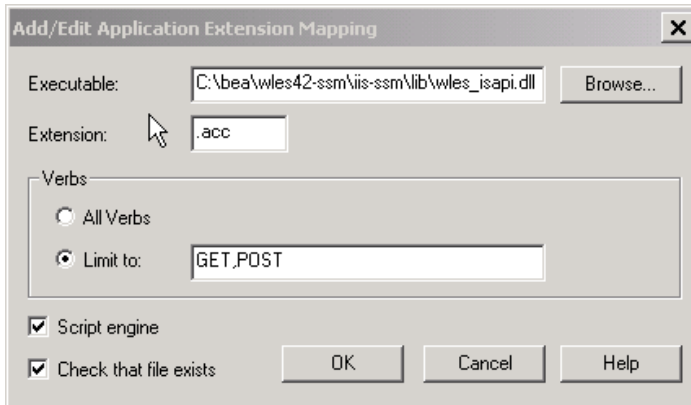 Add/Edit Application Extension Mapping
Executable: C:\bea\wles42-ssm\iis-ssm\lib\wles_isapi.dll Browse...
Extension: .acc
Verbs
All Verbs
Limit to: GET,POST
Script engine
Check that file exists OK Cancel Help